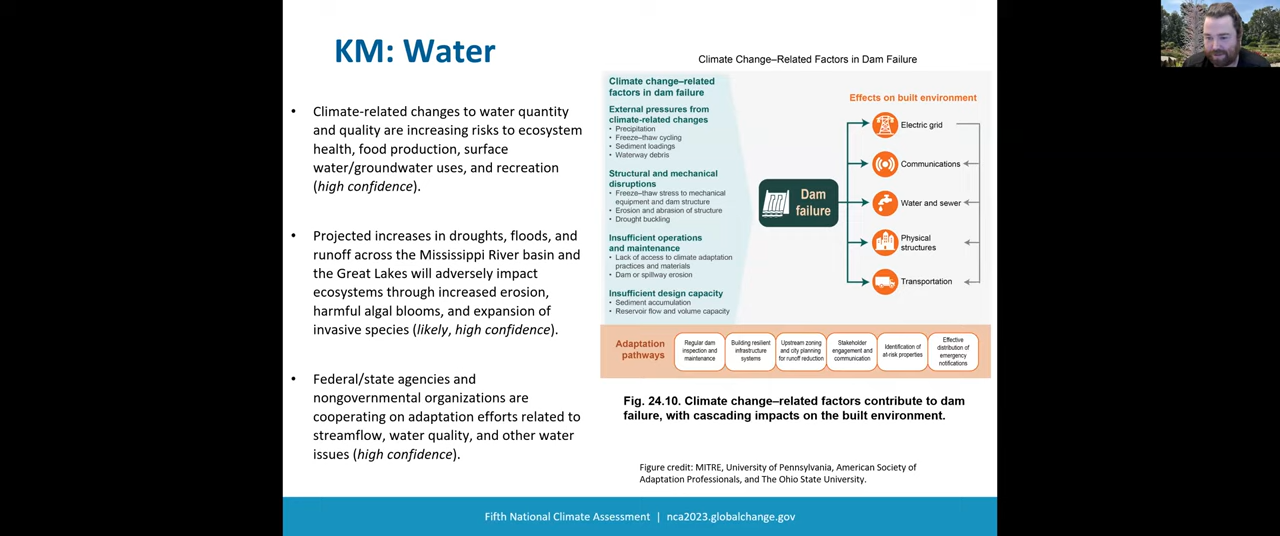 KM: Water
• Climate-related changes to water quantity
and quality are increasing risks to ecosystem
health, food production, surface
water/groundwater uses, and recreation
(high confidence).
• Projected increases in droughts, floods, and
runoff across the Mississippi River basin and
the Great Lakes will adversely impact
ecosystems through increased erosion,
harmful algal blooms, and expansion of
invasive species (likely, high confidence).
• Federal/state agencies and
nongovernmental organizations are
cooperating on adaptation efforts related to
streamflow, water quality, and other water
issues (high confidence).
Climate Change–Related Factors in Dam Failure
Climate change–related
factors in dam failure
External pressures from
climate-related changes
• Precipitation
• Freeze–thaw cycling
• Sediment loadings
• Waterway debris
Structural and mechanical
disruptions
• Freeze–thaw stress to mechanical
equipment and dam structure
• Erosion and abrasion of structure
• Drought buckling
Insufficient operations
and maintenance
• Lack of access to climate adaptation
practices and materials
• Dam or spillway erosion
Insufficient design capacity
• Sediment accumulation
• Reservoir flow and volume capacity
Dam
failure
Effects on built environment
Electric grid
Communications
Water and sewer
Physical
structures
Transportation
Adaptation
pathways
Regular dam
inspection and
maintenance
Building resilient
infrastructure
systems
Upstream zoning
and city planning
for runoff reduction
Stakeholder
engagement and
communication
Identification of
at-risk properties
Effective
distribution of
emergency
notifications
Fig. 24.10. Climate change–related factors contribute to dam
failure, with cascading impacts on the built environment.
Figure credit: MITRE, University of Pennsylvania, American Society of
Adaptation Professionals, and The Ohio State University.
Fifth National Climate Assessment | nca2023.globalchange.gov